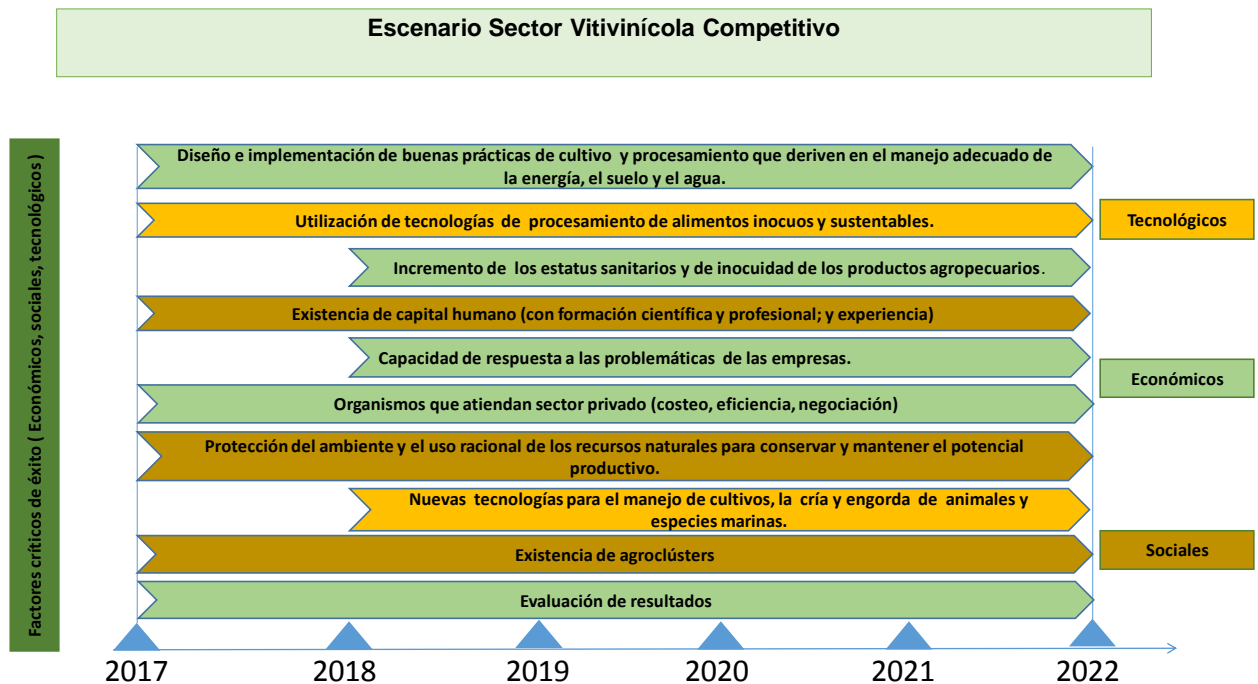 Escenario Sector Vitivinícola Competitivo
Factores críticos de éxito ( Económicos, sociales, tecnológicos )
Diseño e implementación de buenas prácticas de cultivo y procesamiento que deriven en el manejo adecuado de
la energía, el suelo y el agua.
Utilización de tecnologías de procesamiento de alimentos inocuos y sustentables.
Tecnológicos
Incremento de los estatus sanitarios y de inocuidad de los productos agropecuarios.
Existencia de capital humano (con formación científica y profesional; y experiencia)
Capacidad de respuesta a las problemáticas de las empresas.
Económicos
Organismos que atiendan sector privado (costeo, eficiencia, negociación)
Protección del ambiente y el uso racional de los recursos naturales para conservar y mantener el potencial
productivo.
Nuevas tecnologías para el manejo de cultivos, la cría y engorda de animales y
especies marinas.
Existencia de agroclústers
Sociales
Evaluación de resultados
2017 2018 2019 2020 2021 2022